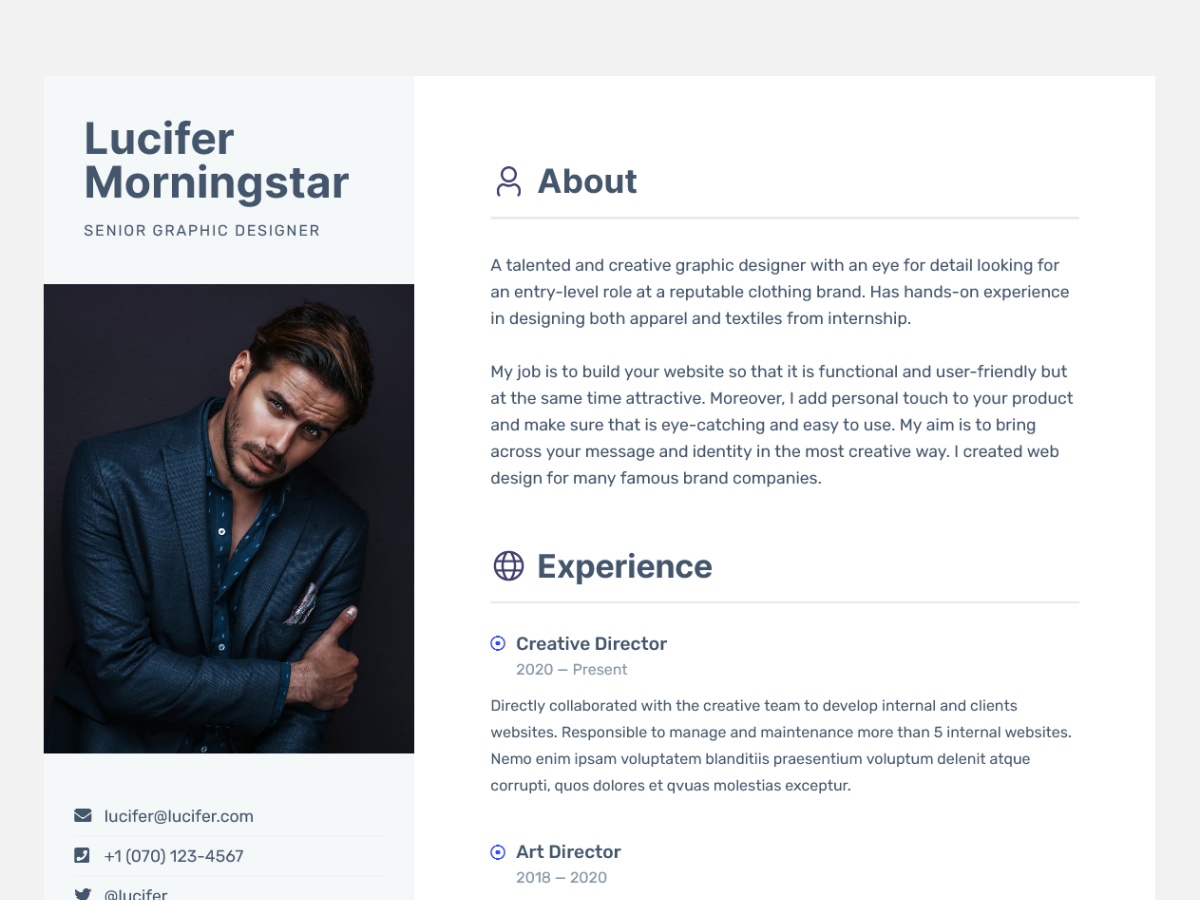 Lucifer
Morningstar
SENIOR GRAPHIC DESIGNER
lucifer@lucifer.com
+1 (070) 123-4567
@lucifer
About
A talented and creative graphic designer with an eye for detail looking for
an entry-level role at a reputable clothing brand. Has hands-on experience
in designing both apparel and textiles from internship.
My job is to build your website so that it is functional and user-friendly but
at the same time attractive. Moreover, I add personal touch to your product
and make sure that is eye-catching and easy to use. My aim is to bring
across your message and identity in the most creative way. I created web
design for many famous brand companies.
Experience
Creative Director
2020 — Present
Directly collaborated with the creative team to develop internal and clients
websites. Responsible to manage and maintenance more than 5 internal websites.
Nemo enim ipsam voluptatem blanditiis praesentium voluptum delenit atque
corrupti, quos dolores et qvuas molestias exceptur.
Art Director
2018 — 2020